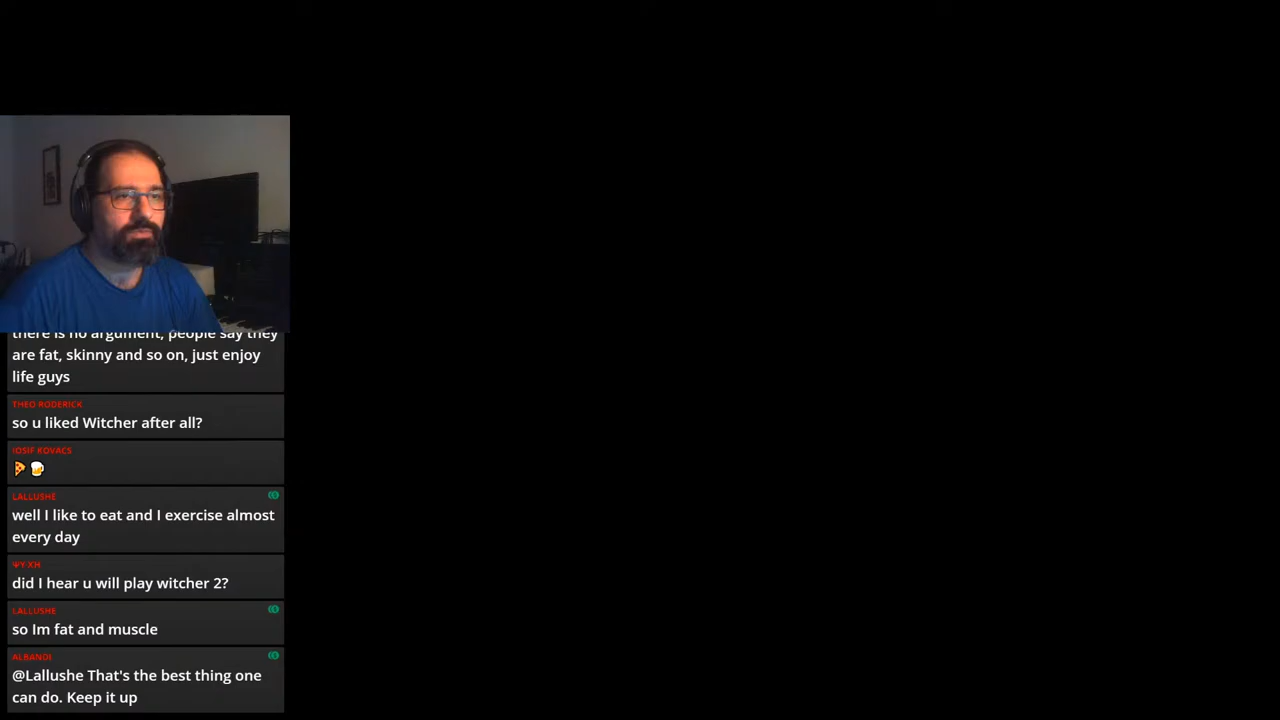 there is no argument, people say they
are fat, skinny and so on, just enjoy
life guys
THEO RODERICK
so u liked Witcher after all?
IOSIF KOVACS
🍕🍺
LALLUSHE
well I like to eat and I exercise almost
every day
ΨΥ ΧΗ
did I hear u will play witcher 2?
LALLUSHE
so Im fat and muscle
ALBANDI
@Lallushe That's the best thing one
can do. Keep it up